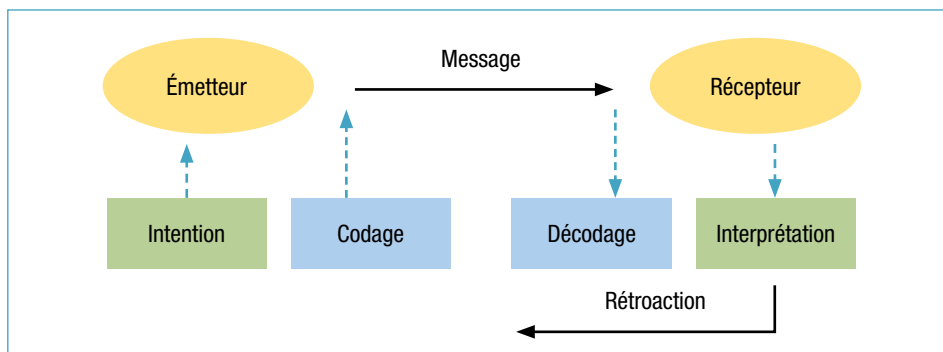 Message
Émetteur
Récepteur
Intention
Codage
Décodage
Interprétation
Rétroaction